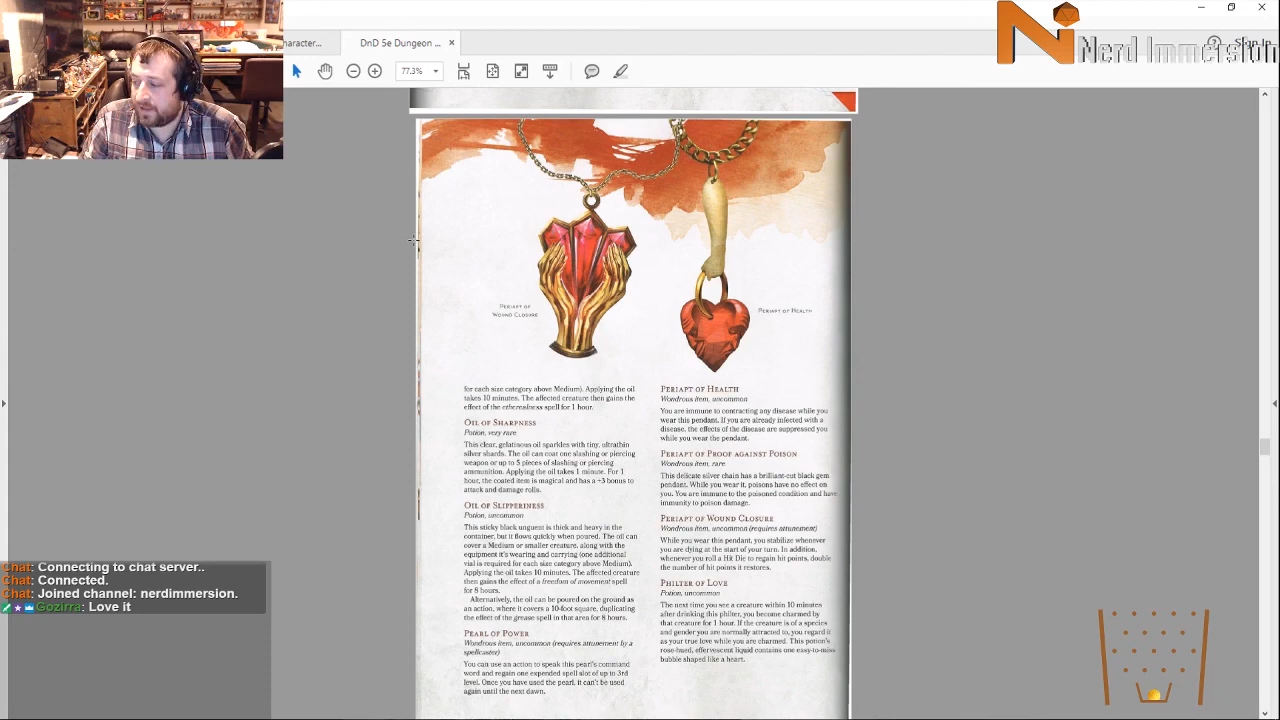 Nerd Immersion
Sign In
haracter...
DnD 5e Dungeon ...
77.3%
Periapt of
Wound Closure
Periapt of Health
for each size category above Medium). Applying the oil
takes 10 minutes. The affected creature then gains the
effect of the etherealness spell for 1 hour.
Oil of Sharpness
Potion, very rare
This clear, gelatinous oil sparkles with tiny, ultrathin
silver shards. The oil can coat one slashing or piercing
weapon or up to 5 pieces of slashing or piercing
ammunition. Applying the oil takes 1 minute. For 1
hour, the coated item is magical and has a +3 bonus to
attack and damage rolls.
Oil of Slipperiness
Potion, uncommon
This sticky black unguent is thick and heavy in the
container, but it flows quickly when poured. The oil can
cover a Medium or smaller creature, along with the
equipment it's wearing and carrying (one additional
vial is required for each size category above Medium).
Applying the oil takes 10 minutes. The affected creature
then gains the effect of a freedom of movement spell
for 8 hours.
Alternatively, the oil can be poured on the ground as
an action, where it covers a 10-foot square, duplicating
the effect of the grease spell in that area for 8 hours.
Pearl of Power
Wondrous item, uncommon (requires attunement by a
spellcaster)
You can use an action to speak this pearl's command
word and regain one expended spell slot of up to 3rd
level. Once you have used the pearl, it can't be used
again until the next dawn.
Periapt of Health
Wondrous item, uncommon
You are immune to contracting any disease while you
wear this pendant. If you are already infected with a
disease, the effects of the disease are suppressed you
while you wear the pendant.
Periapt of Proof against Poison
Wondrous item, rare
This delicate silver chain has a brilliant-cut black gem
pendant. While you wear it, poisons have no effect on
you. You are immune to the poisoned condition and have
immunity to poison damage.
Periapt of Wound Closure
Wondrous item, uncommon (requires attunement)
While you wear this pendant, you stabilize whenever
you are dying at the start of your turn. In addition,
whenever you roll a Hit Die to regain hit points, double
the number of hit points it restores.
Philter of Love
Potion, uncommon
The next time you see a creature within 10 minutes
after drinking this philter, you become charmed by
that creature for 1 hour. If the creature is of a species
and gender you are normally attracted to, you regard it
as your true love while you are charmed. This potion's
rose-hued, effervescent liquid contains one easy-to-miss
bubble shaped like a heart.
Chat: Connecting to chat server..
Chat: Connected.
Chat: Joined channel: nerdimmersion.
Gozirra: Love it